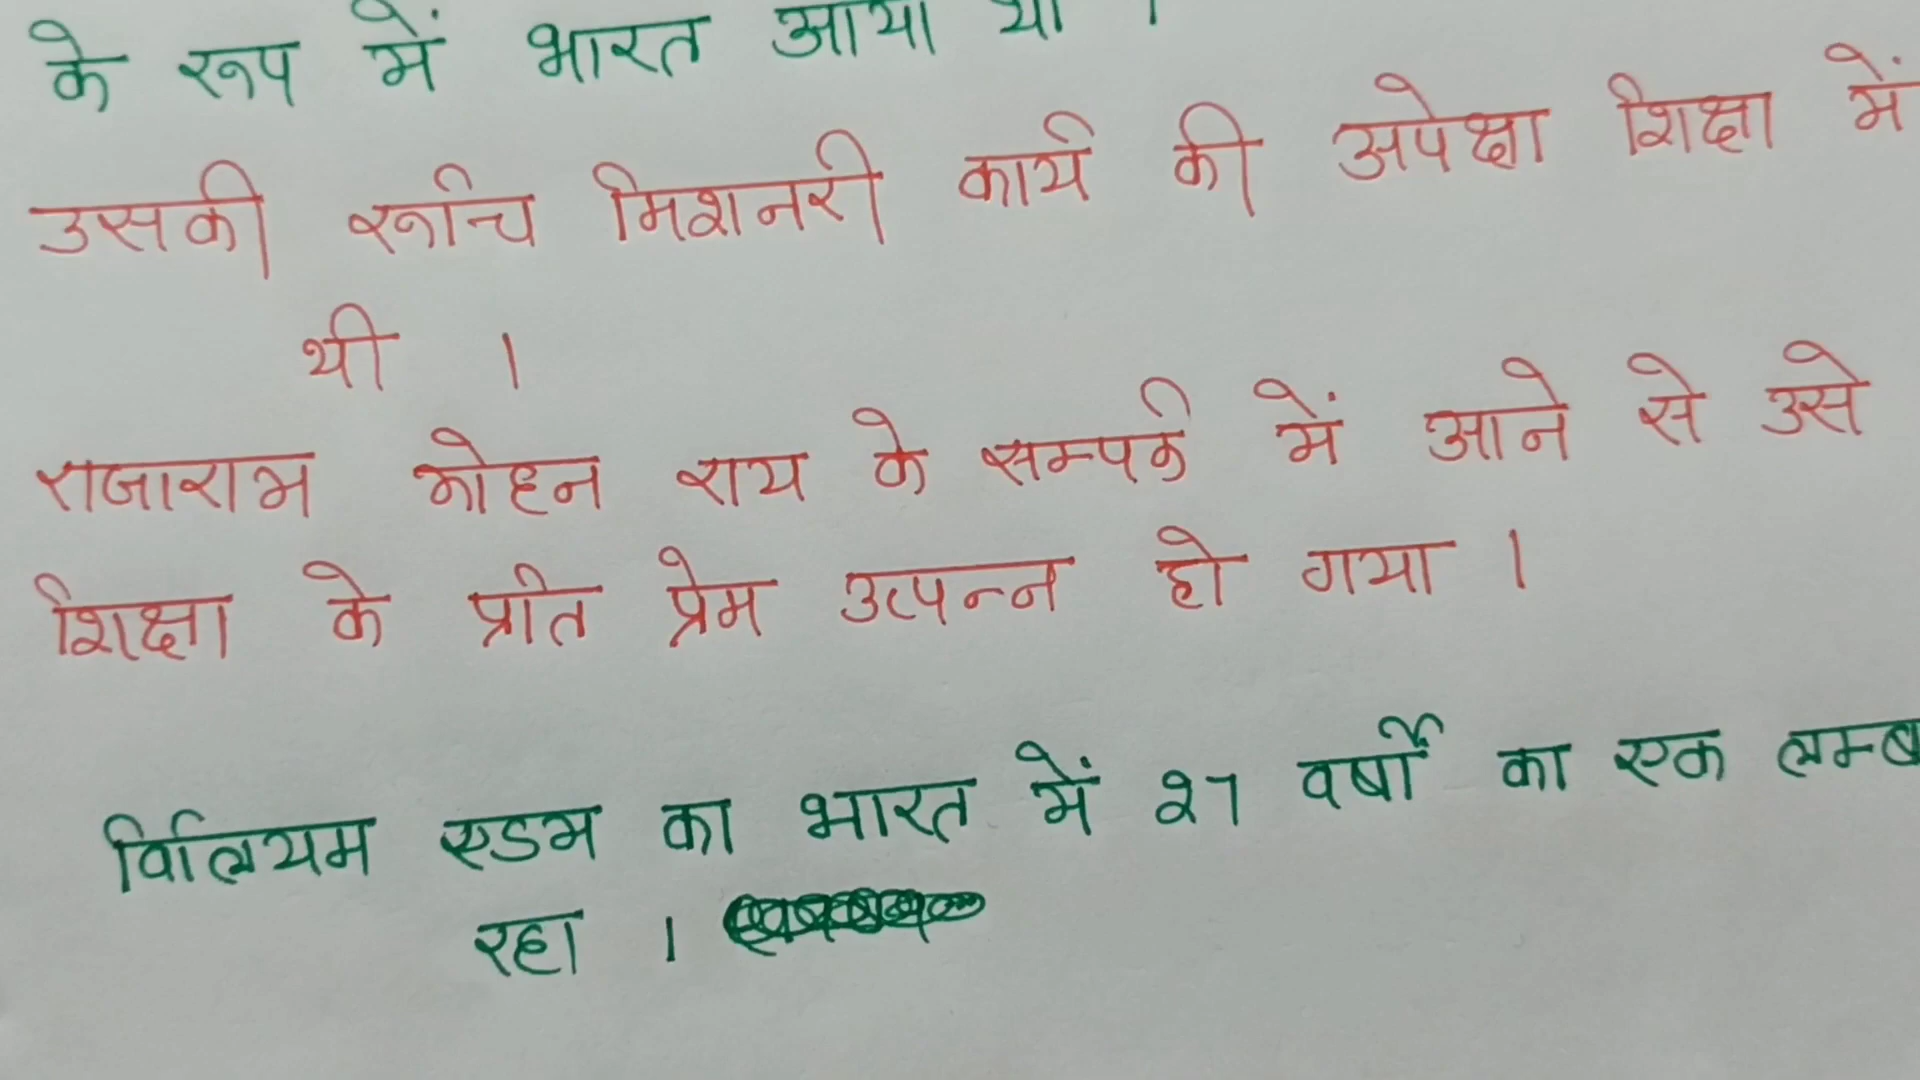 के रूप में भारत आया था ।
उसकी रूचि मिशनरी कार्य की अपेक्षा शिक्षा में
थी ।
राजाराम मोहन राय के सम्पर्क में आने से उसे
शिक्षा के प्रति प्रेम उत्पन्न हो गया ।
विलियम एडम का भारत में 27 वर्षों का एक लम्ब
रहा ।